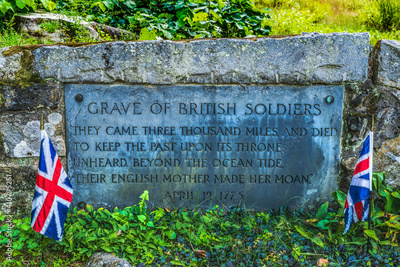 GRAVE OF BRITISH SOLDIERS
THEY CAME THREE THOUSAND MILES, AND DIED,
TO KEEP THE PAST UPON ITS THRONE.
UNHEARD, BEYOND THE OCEAN TIDE,
THEIR ENGLISH MOTHER MADE HER MOAN.
APRIL 19, 1775